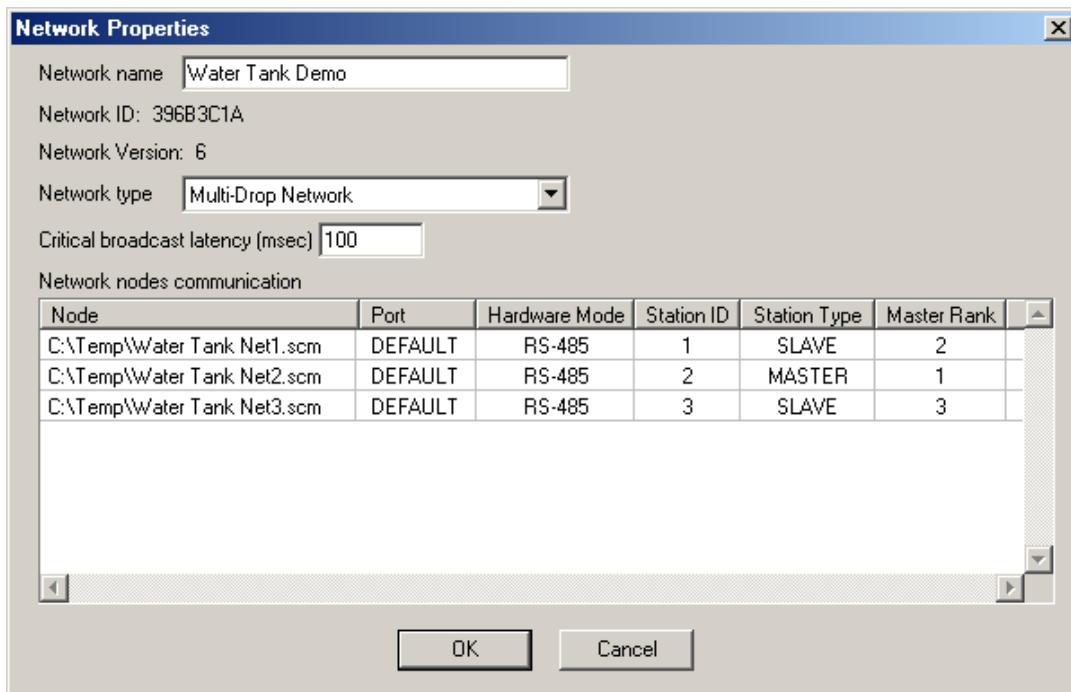 Network Properties
Network name Water Tank Demo
Network ID: 396B3C1A
Network Version: 6
Network type Multi-Drop Network
Critical broadcast latency (msec) 100
Network nodes communication
Node Port Hardware Mode Station ID Station Type Master Rank
C:\Temp\Water Tank Net1.scm DEFAULT RS-485 1 SLAVE 2
C:\Temp\Water Tank Net2.scm DEFAULT RS-485 2 MASTER 1
C:\Temp\Water Tank Net3.scm DEFAULT RS-485 3 SLAVE 3
OK Cancel